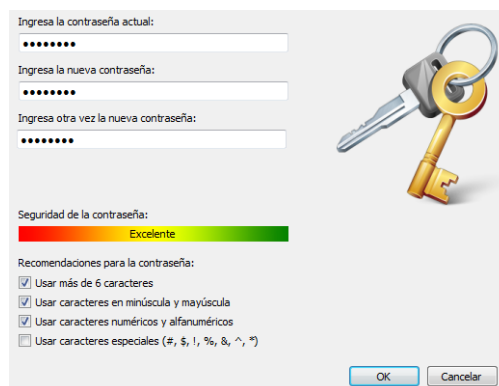 Ingresa la contraseña actual:
••••••••
Ingresa la nueva contraseña:
••••••••
Ingresa otra vez la nueva contraseña:
••••••••
Seguridad de la contraseña:
Excelente
Recomendaciones para la contraseña:
Usar más de 6 caracteres
Usar caracteres en minúscula y mayúscula
Usar caracteres numéricos y alfanuméricos
Usar caracteres especiales (#, $, !, %, &, ^, *)
OK Cancelar